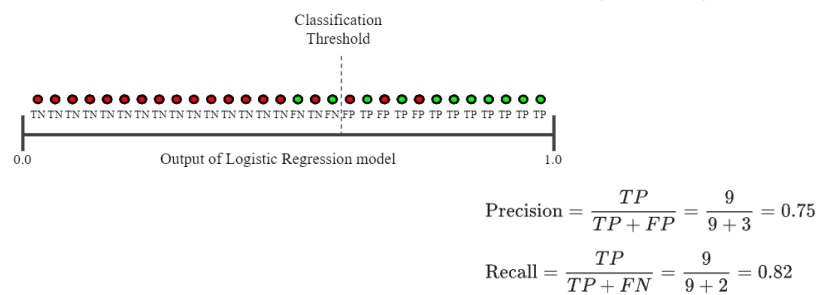 Classification
Threshold
TN TN TN TN TN TN TN TN TN TN TN TN TN TN TN FN TN FN FP TP FP TP FP TP TP TP TP TP TP TP
0.0 Output of Logistic Regression model 1.0
Precision = TP / (TP + FP) = 9 / (9 + 3) = 0.75
Recall = TP / (TP + FN) = 9 / (9 + 2) = 0.82